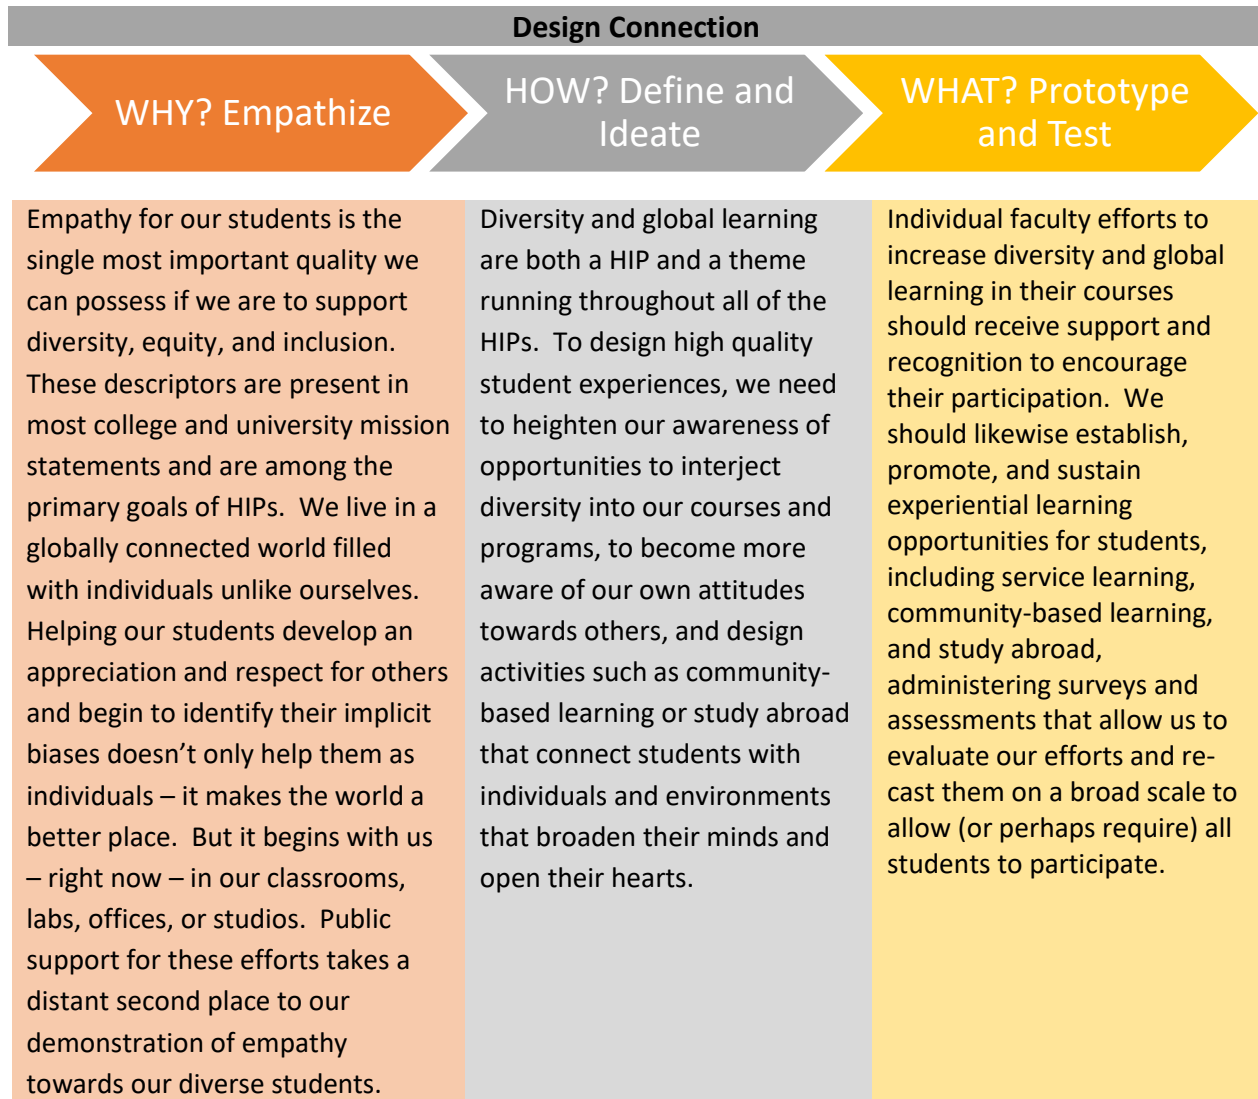 Design Connection
WHY? Empathize
HOW? Define and
Ideate
WHAT? Prototype
and Test
Empathy for our students is the
single most important quality we
can possess if we are to support
diversity, equity, and inclusion.
These descriptors are present in
most college and university mission
statements and are among the
primary goals of HIPs.  We live in a
globally connected world filled
with individuals unlike ourselves.
Helping our students develop an
appreciation and respect for others
and begin to identify their implicit
biases doesn’t only help them as
individuals – it makes the world a
better place.  But it begins with us
– right now – in our classrooms,
labs, offices, or studios.  Public
support for these efforts takes a
distant second place to our
demonstration of empathy
towards our diverse students.
Diversity and global learning
are both a HIP and a theme
running throughout all of the
HIPs.  To design high quality
student experiences, we need
to heighten our awareness of
opportunities to interject
diversity into our courses and
programs, to become more
aware of our own attitudes
towards others, and design
activities such as community-
based learning or study abroad
that connect students with
individuals and environments
that broaden their minds and
open their hearts.
Individual faculty efforts to
increase diversity and global
learning in their courses
should receive support and
recognition to encourage
their participation.  We
should likewise establish,
promote, and sustain
experiential learning
opportunities for students,
including service learning,
community-based learning,
and study abroad,
administering surveys and
assessments that allow us to
evaluate our efforts and re-
cast them on a broad scale to
allow (or perhaps require) all
students to participate.